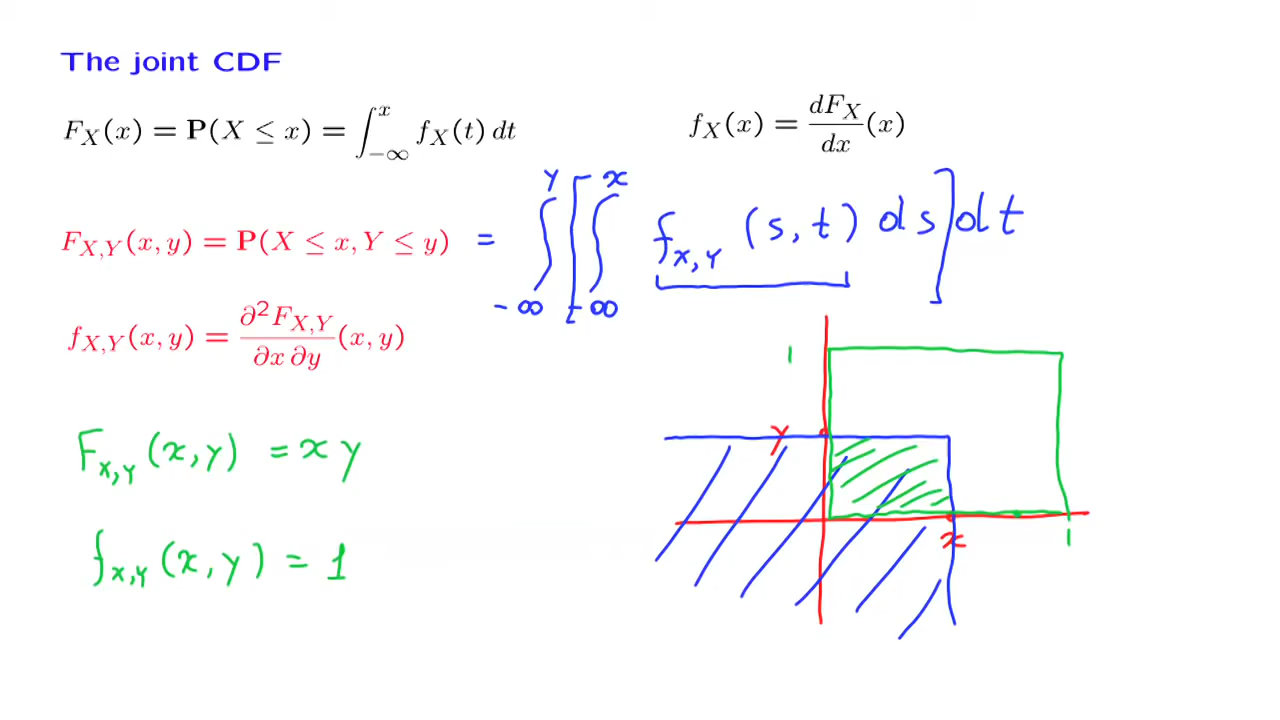 The joint CDF
F_X(x) = P(X ≤ x) = ∫_{-∞}^{x} f_X(t) dt
f_X(x) = dF_X/dx (x)
F_{X,Y}(x, y) = P(X ≤ x, Y ≤ y) = ∫_{-∞}^{y} [ ∫_{-∞}^{x} f_{X,Y}(s, t) ds ] dt
f_{X,Y}(x, y) = ∂²F_{X,Y}/∂x ∂y (x, y)
F_{X,Y}(x, y) = x y
f_{X,Y}(x, y) = 1
1
y
x
1